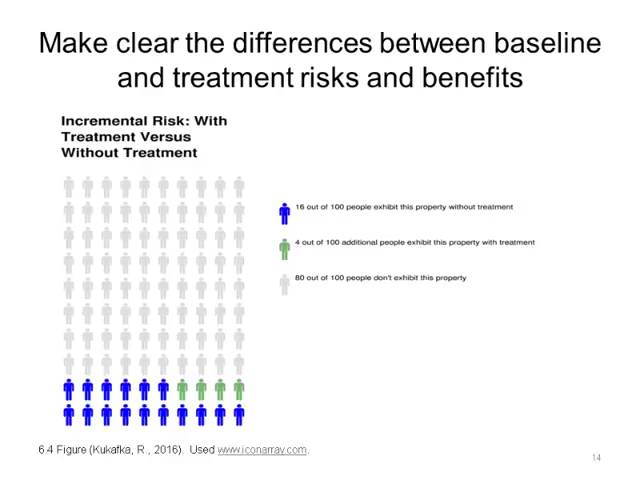 Make clear the differences between baseline
and treatment risks and benefits
Incremental Risk: With
Treatment Versus
Without Treatment
16 out of 100 people exhibit this property without treatment
4 out of 100 additional people exhibit this property with treatment
80 out of 100 people don't exhibit this property
6.4 Figure (Kukafka, R., 2016). Used www.iconarray.com.
14